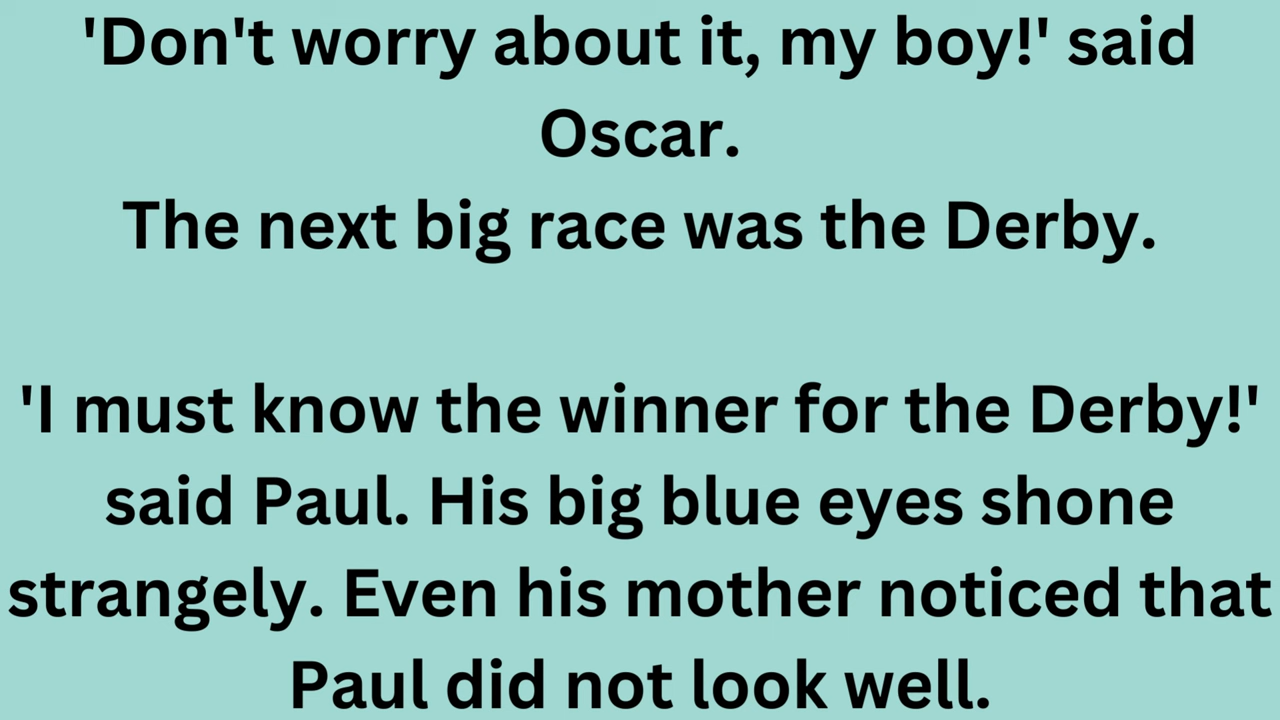 'Don't worry about it, my boy!' said
Oscar.
The next big race was the Derby.
'I must know the winner for the Derby!'
said Paul. His big blue eyes shone
strangely. Even his mother noticed that
Paul did not look well.